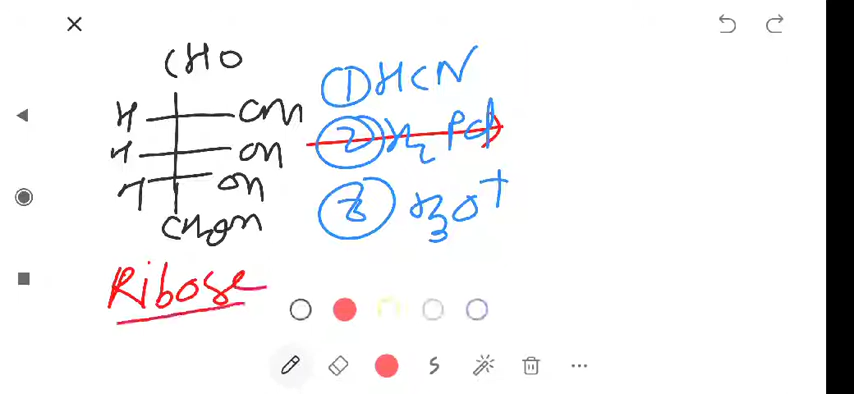 CHO
① HCN
H OH
② H2 Pd
H OH
H OH
③ H3O+
CH2OH
Ribose
S